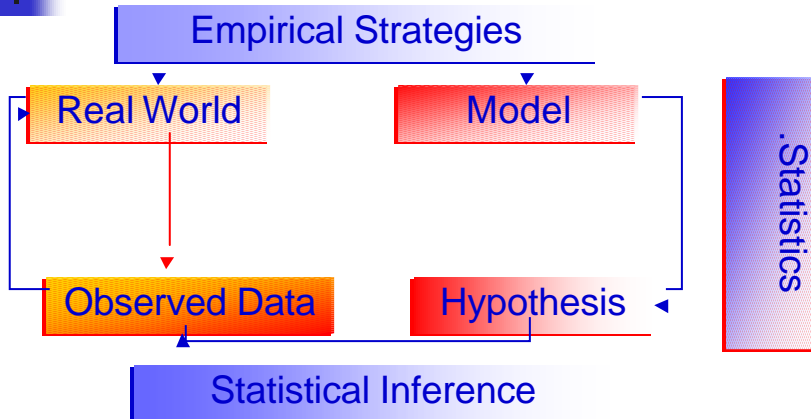 Empirical Strategies
Real World
Model
.Statistics
Observed Data
Hypothesis
Statistical Inference